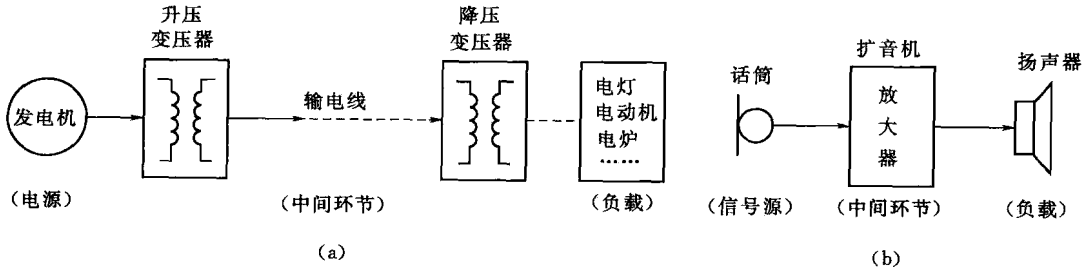 升压
变压器
降压
变压器
发电机
输电线
电灯
电动机
电炉
……
(电源)
(中间环节)
(负载)
(a)
话筒
扩音机
扬声器
放
大
器
(信号源)
(中间环节)
(负载)
(b)